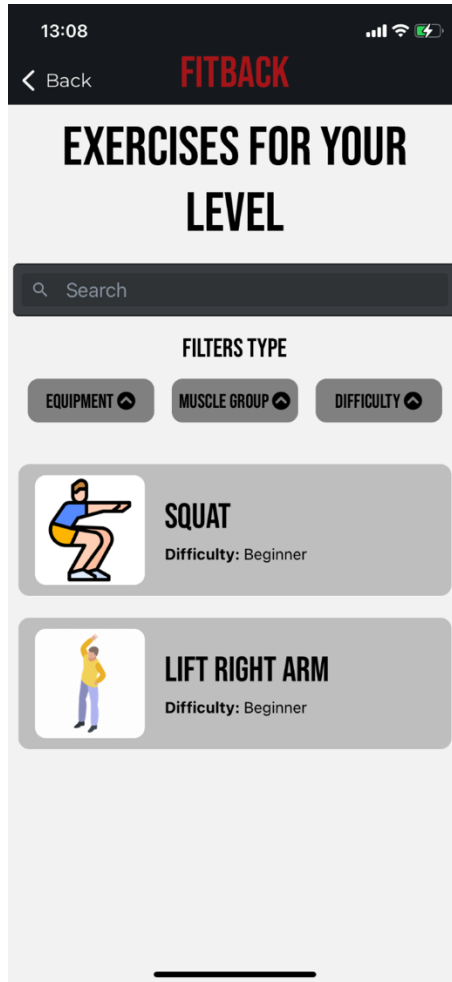 13:08
Back
FITBACK
EXERCISES FOR YOUR
LEVEL
Search
FILTERS TYPE
EQUIPMENT
MUSCLE GROUP
DIFFICULTY
SQUAT
Difficulty: Beginner
LIFT RIGHT ARM
Difficulty: Beginner